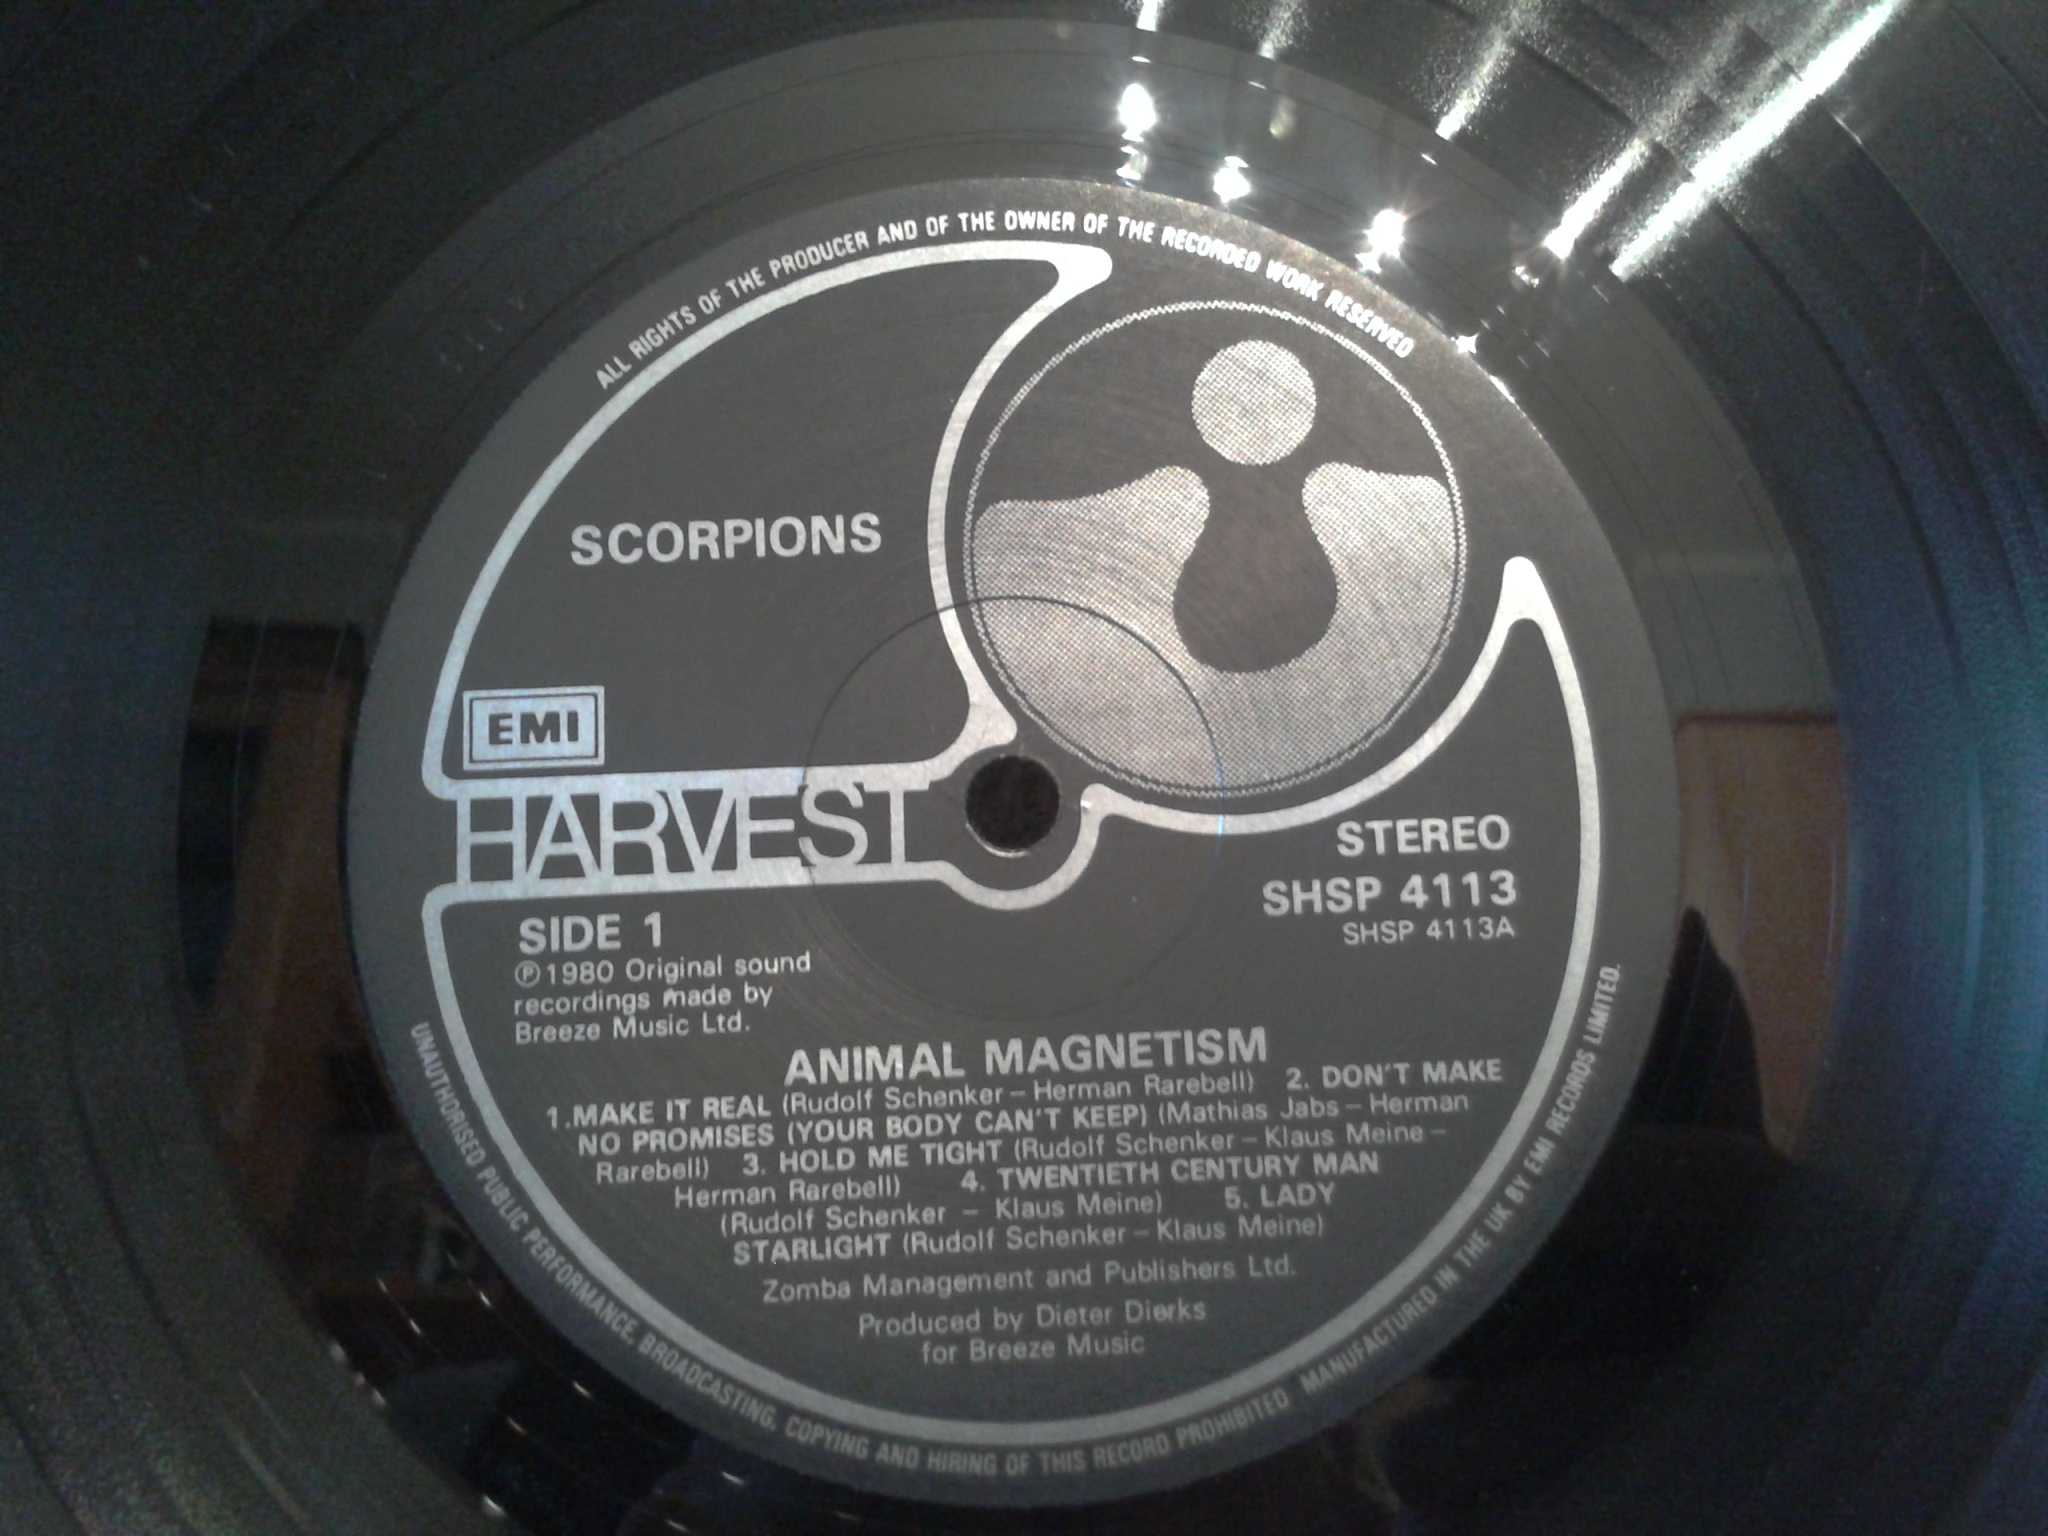 ALL RIGHTS OF THE PRODUCER AND OF THE OWNER OF THE RECORDED WORK RESERVED
SCORPIONS
EMI
HARVEST
STEREO
SHSP 4113
SHSP 4113A
SIDE 1
℗ 1980 Original sound
recordings made by
Breeze Music Ltd.
ANIMAL MAGNETISM
1.MAKE IT REAL (Rudolf Schenker – Herman Rarebell) 2. DON'T MAKE
NO PROMISES (YOUR BODY CAN'T KEEP) (Mathias Jabs – Herman
Rarebell) 3. HOLD ME TIGHT (Rudolf Schenker – Klaus Meine –
Herman Rarebell) 4. TWENTIETH CENTURY MAN
(Rudolf Schenker – Klaus Meine) 5. LADY
STARLIGHT (Rudolf Schenker – Klaus Meine)
Zomba Management and Publishers Ltd.
Produced by Dieter Dierks
for Breeze Music
UNAUTHORISED PUBLIC PERFORMANCE, BROADCASTING, COPYING AND HIRING OF THIS RECORD PROHIBITED MANUFACTURED IN THE UK BY EMI RECORDS LIMITED.